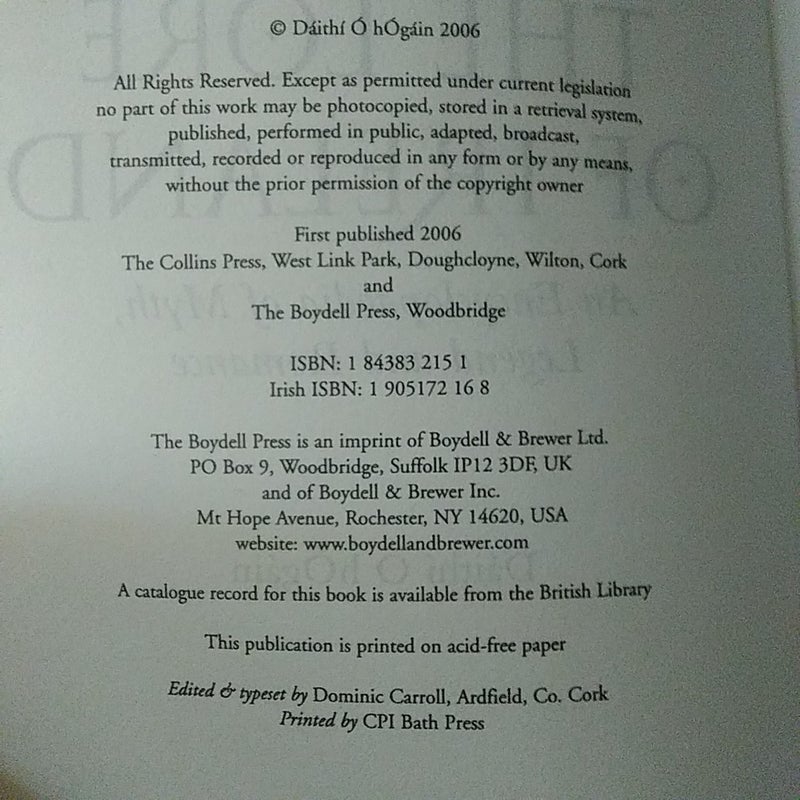 © Dáithí Ó hÓgáin 2006
All Rights Reserved. Except as permitted under current legislation
no part of this work may be photocopied, stored in a retrieval system,
published, performed in public, adapted, broadcast,
transmitted, recorded or reproduced in any form or by any means,
without the prior permission of the copyright owner
First published 2006
The Collins Press, West Link Park, Doughcloyne, Wilton, Cork
and
The Boydell Press, Woodbridge
ISBN: 1 84383 215 1
Irish ISBN: 1 905172 16 8
The Boydell Press is an imprint of Boydell & Brewer Ltd.
PO Box 9, Woodbridge, Suffolk IP12 3DF, UK
and of Boydell & Brewer Inc.
Mt Hope Avenue, Rochester, NY 14620, USA
website: www.boydellandbrewer.com
A catalogue record for this book is available from the British Library
This publication is printed on acid-free paper
Edited & typeset by Dominic Carroll, Ardfield, Co. Cork
Printed by CPI Bath Press